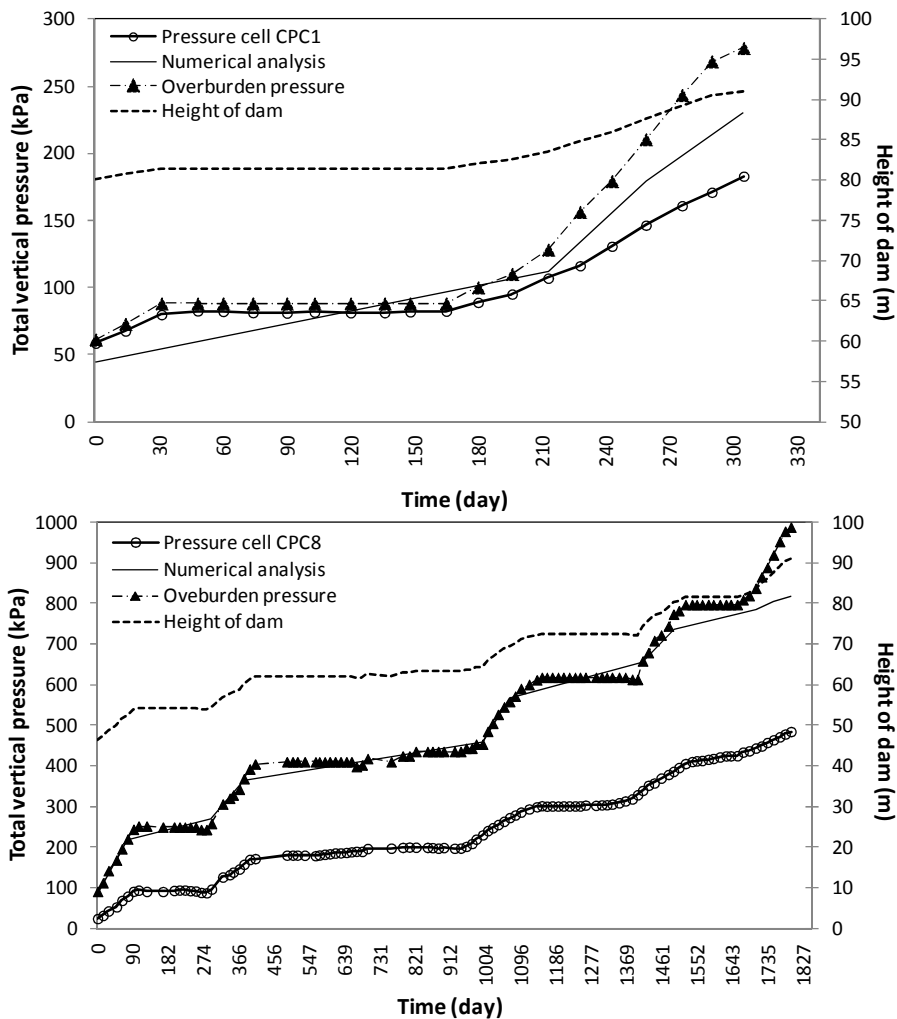 300
250
200
150
100
50
0
Total vertical pressure (kPa)
Pressure cell CPC1
Numerical analysis
Overburden pressure
Height of dam
100
95
90
85
80
75
70
65
60
55
50
Height of dam (m)
0 30 60 90 120 150 180 210 240 270 300 330
Time (day)
1000
900
800
700
600
500
400
300
200
100
0
Total vertical pressure (kPa)
Pressure cell CPC8
Numerical analysis
Oveburden pressure
Height of dam
100
90
80
70
60
50
40
30
20
10
0
Height of dam (m)
0 90 182 274 366 456 547 639 731 821 912 1004 1096 1186 1277 1369 1461 1552 1643 1735 1827
Time (day)